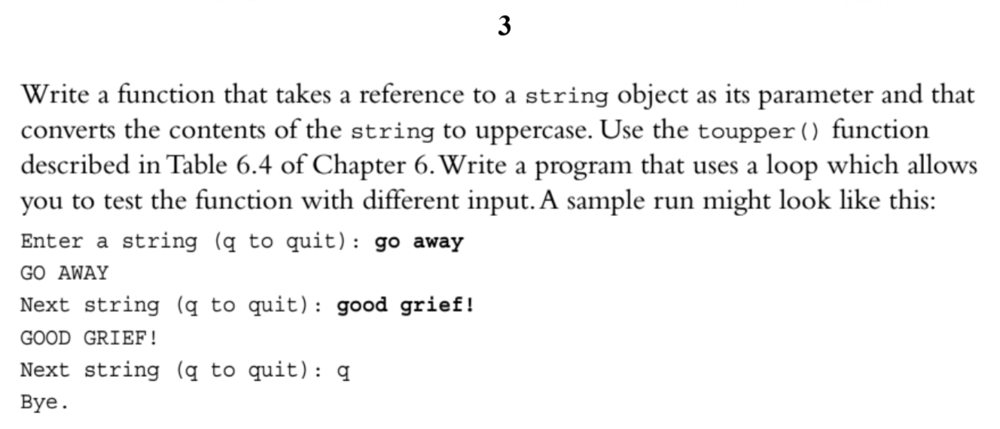 3
Write a function that takes a reference to a string object as its parameter and that
converts the contents of the string to uppercase. Use the toupper() function
described in Table 6.4 of Chapter 6. Write a program that uses a loop which allows
you to test the function with different input. A sample run might look like this:
Enter a string (q to quit): go away
GO AWAY
Next string (q to quit): good grief!
GOOD GRIEF!
Next string (q to quit): q
Bye.